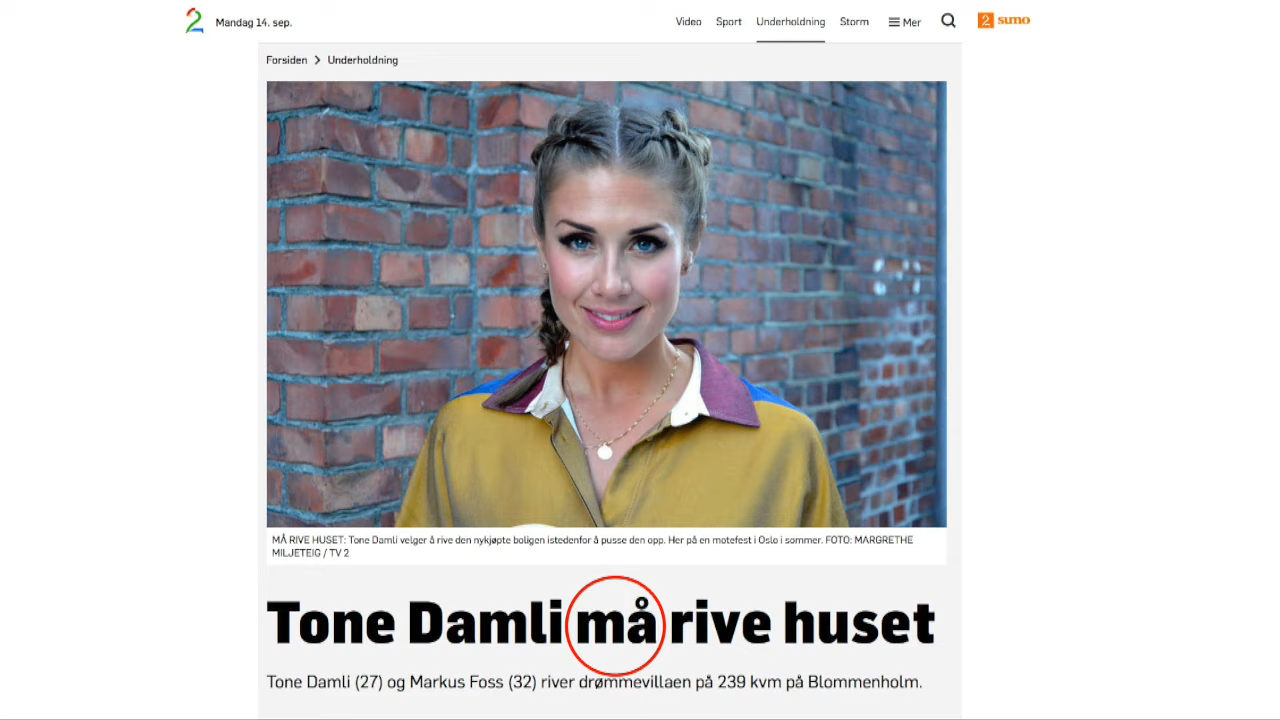 2 Mandag 14. sep. Video Sport Underholdning Storm Mer 2 sumo
Forsiden Underholdning
MÅ RIVE HUSET: Tone Damli velger å rive den nykjøpte boligen istedenfor å pusse den opp. Her på en motefest i Oslo i sommer. FOTO: MARGRETHE
MILJETEIG / TV 2
Tone Damli må rive huset
Tone Damli (27) og Markus Foss (32) river drømmevillaen på 239 kvm på Blommenholm.